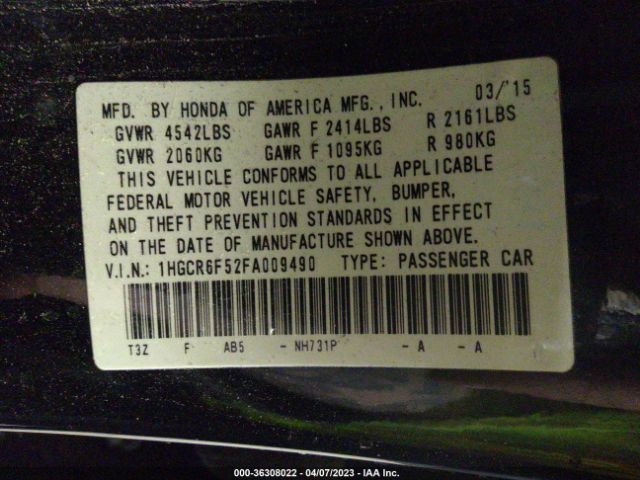 MFD. BY HONDA OF AMERICA MFG., INC. 03/'15
GVWR 4542LBS GAWR F 2414LBS R 2161LBS
GVWR 2060KG GAWR F 1095KG R 980KG
THIS VEHICLE CONFORMS TO ALL APPLICABLE
FEDERAL MOTOR VEHICLE SAFETY, BUMPER,
AND THEFT PREVENTION STANDARDS IN EFFECT
ON THE DATE OF MANUFACTURE SHOWN ABOVE.
V.I.N.: 1HGCR6F52FA009490 TYPE: PASSENGER CAR
T3Z F AB5 - NH731P - A - A
000-36308022 - 04/07/2023 - IAA Inc.